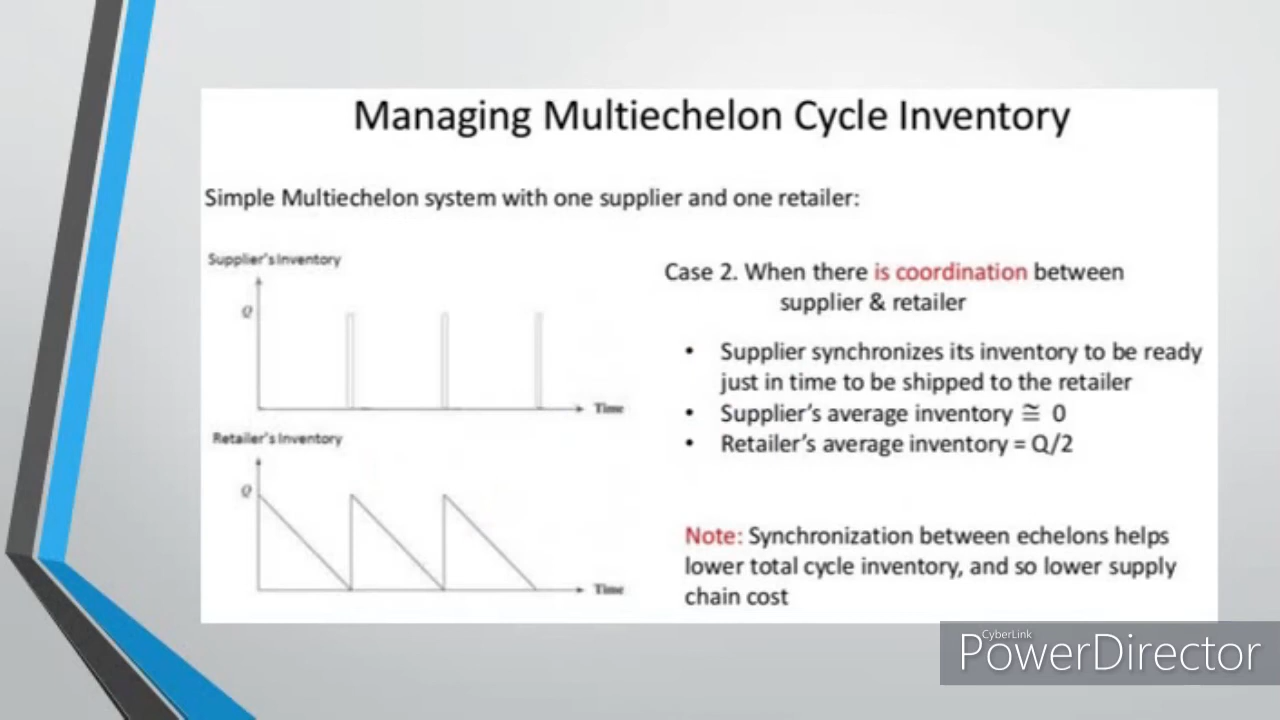 Managing Multiechelon Cycle Inventory
Simple Multiechelon system with one supplier and one retailer:
Supplier's Inventory
Q
Time
Retailer's Inventory
Q
Time
Case 2. When there is coordination between
supplier & retailer
• Supplier synchronizes its inventory to be ready
just in time to be shipped to the retailer
• Supplier's average inventory ≅ 0
• Retailer's average inventory = Q/2
Note: Synchronization between echelons helps
lower total cycle inventory, and so lower supply
chain cost
CyberLink
PowerDirector